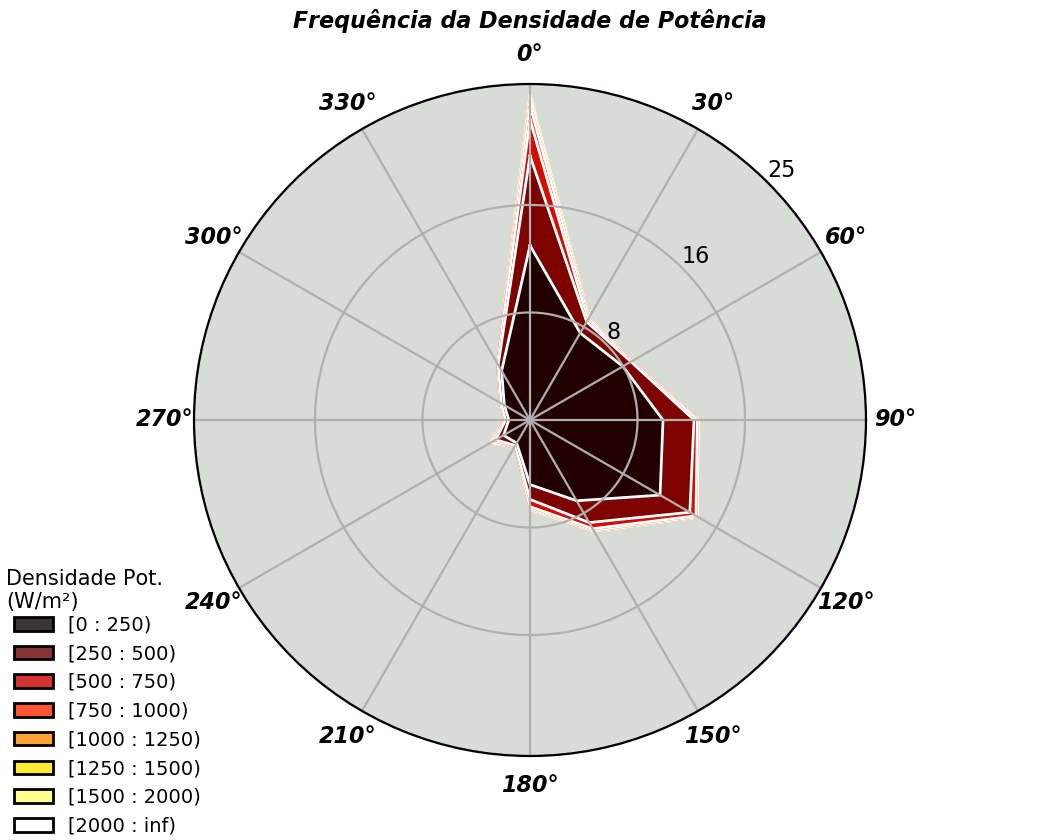 Frequência da Densidade de Potência
0°
330°
30°
25
300°
60°
16
8
270°
90°
240°
120°
210°
150°
180°
Densidade Pot.
(W/m²)
[0 : 250)
[250 : 500)
[500 : 750)
[750 : 1000)
[1000 : 1250)
[1250 : 1500)
[1500 : 2000)
[2000 : inf)